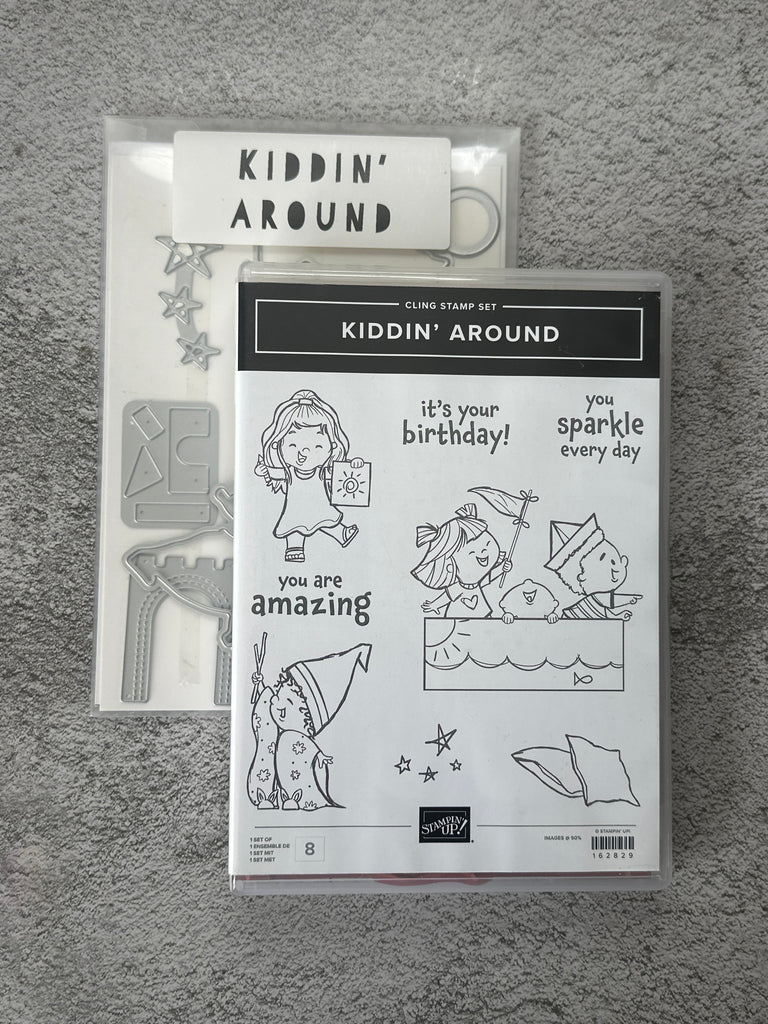 KIDDIN'
AROUND
CLING STAMP SET
KIDDIN' AROUND
it's your
birthday!
you
sparkle
every day
you are
amazing
STAMPIN'
UP!
1 SET OF
1 ENSEMBLE DE
1 SET MIT
1 SET MET
8
IMAGES @ 50%
© STAMPIN' UP!
162829